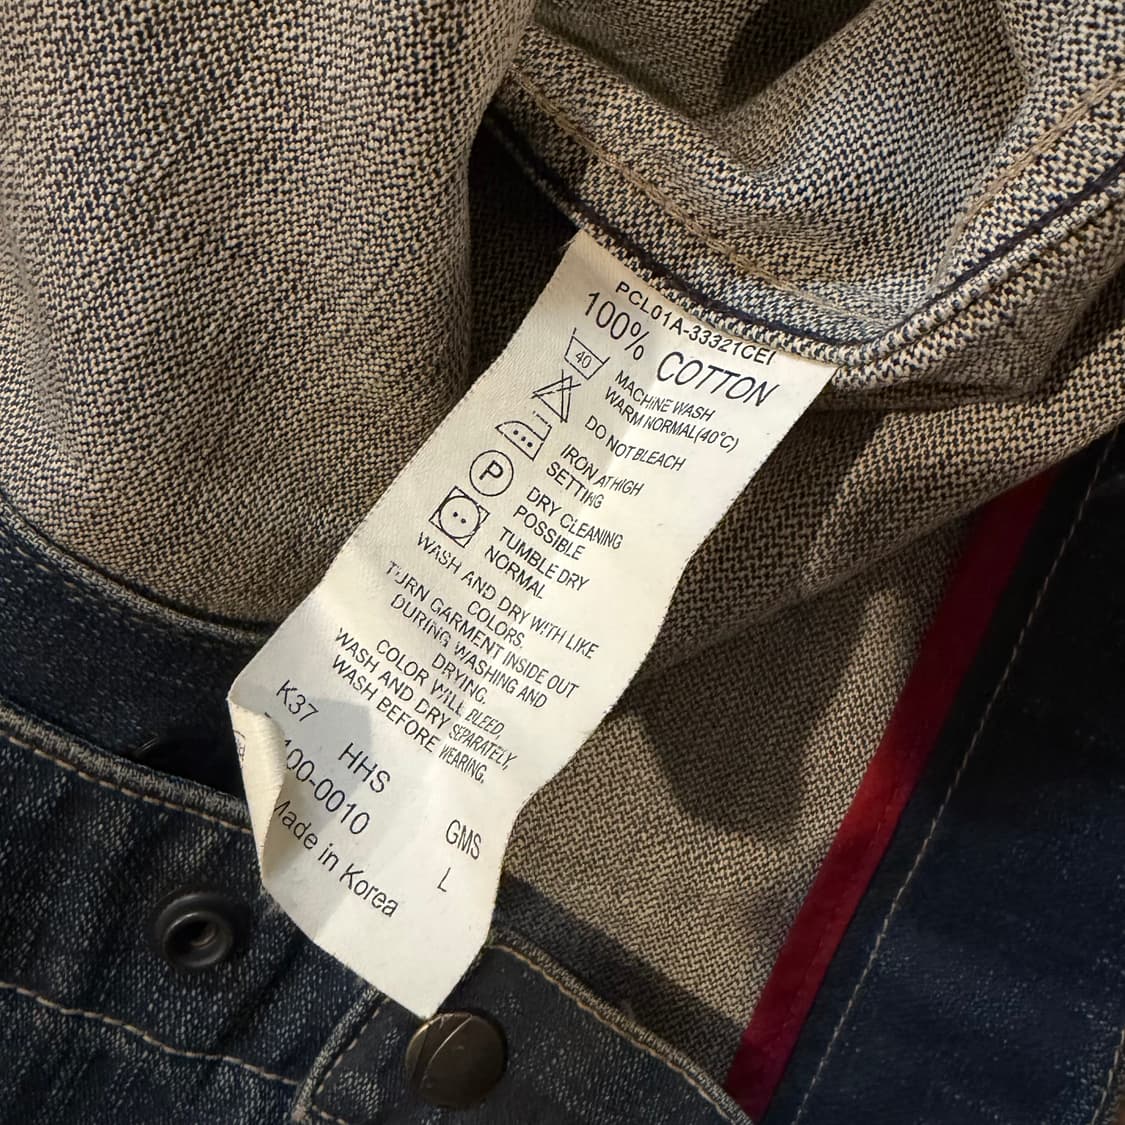 PCL01A-33321CEI
100% COTTON
40
MACHINE WASH
WARM NORMAL(40°C)
DO NOT BLEACH
IRON AT HIGH
SETTING
P
DRY CLEANING
POSSIBLE
TUMBLE DRY
NORMAL
WASH AND DRY WITH LIKE
COLORS.
TURN GARMENT INSIDE OUT
DURING WASHING AND
DRYING.
COLOR WILL BLEED,
WASH AND DRY SEPARATELY,
WASH BEFORE WEARING.
K37
HHS
GMS
100-0010
L
Made in Korea